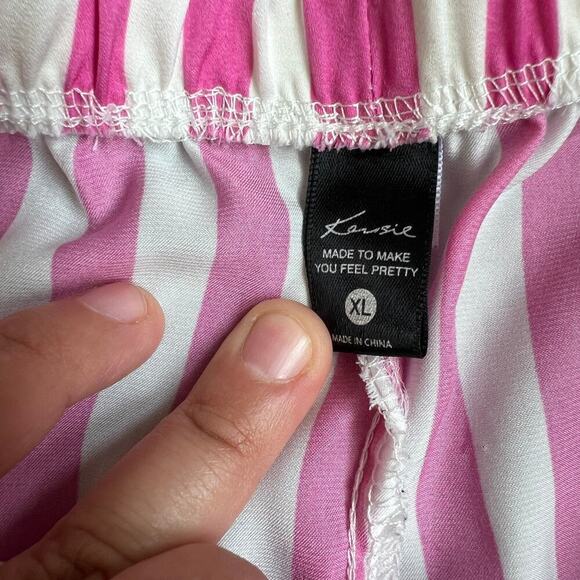 Kensie
MADE TO MAKE
YOU FEEL PRETTY
XL
MADE IN CHINA